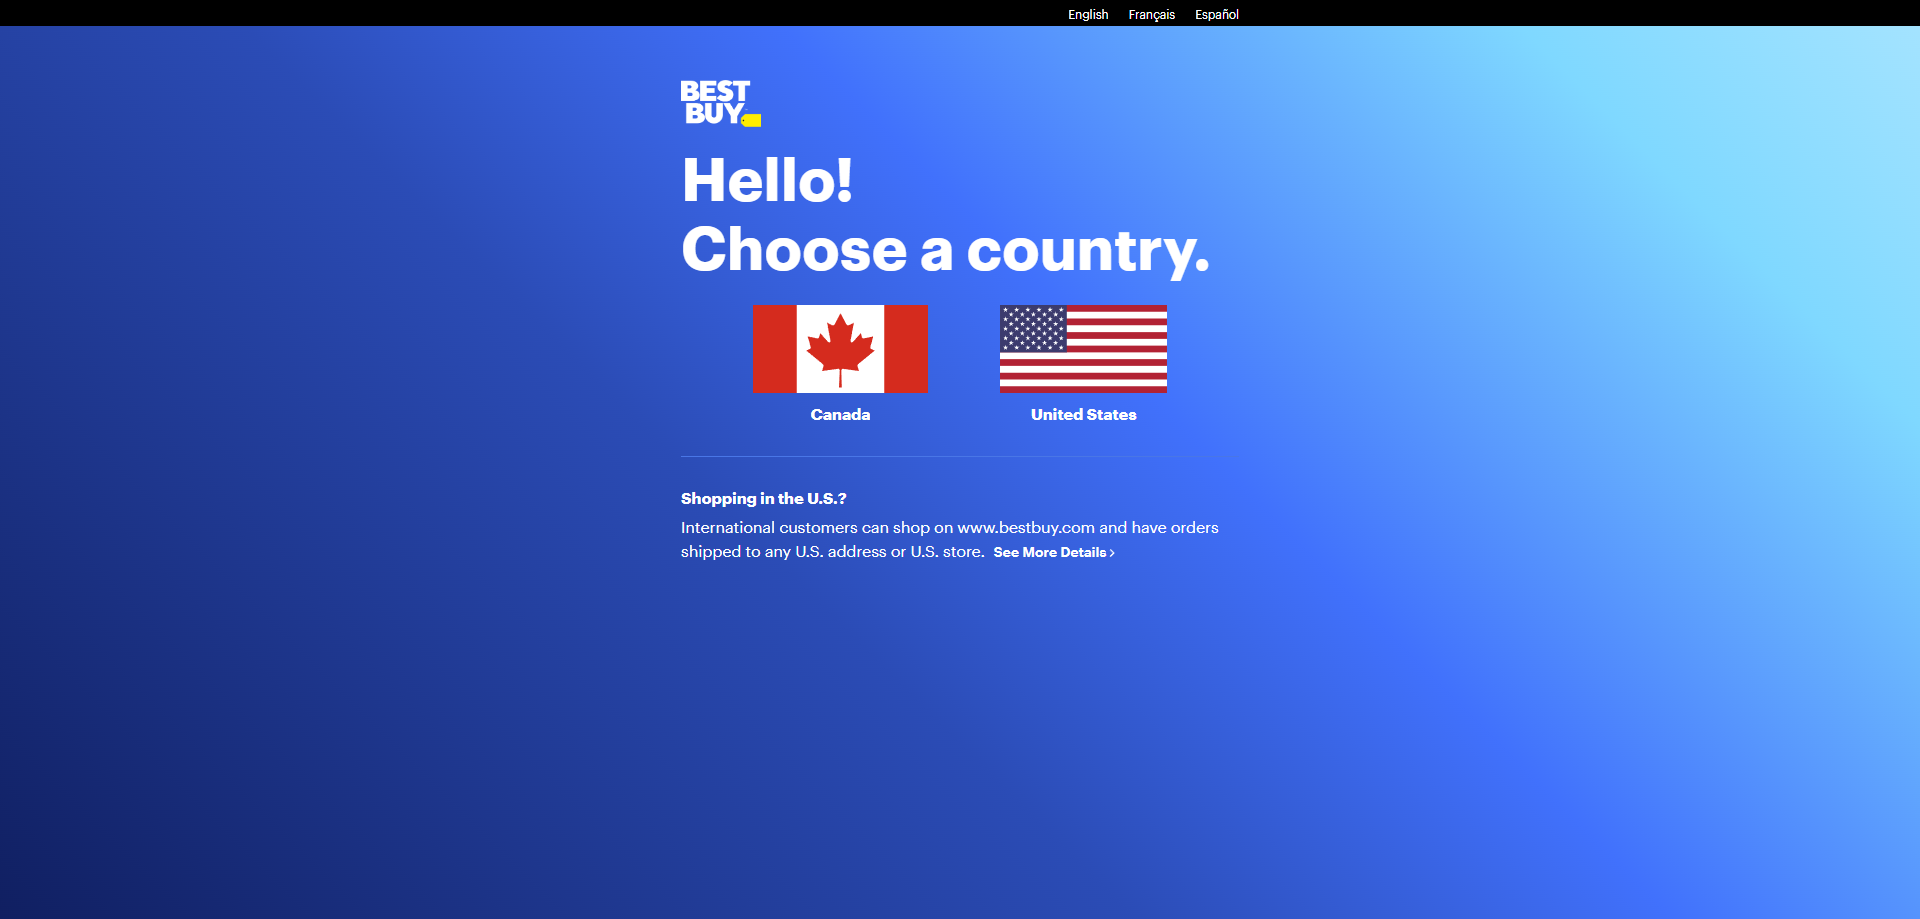 English Français Español
BEST
BUY
Hello!
Choose a country.
Canada United States
Shopping in the U.S.?
International customers can shop on www.bestbuy.com and have orders
shipped to any U.S. address or U.S. store. See More Details >